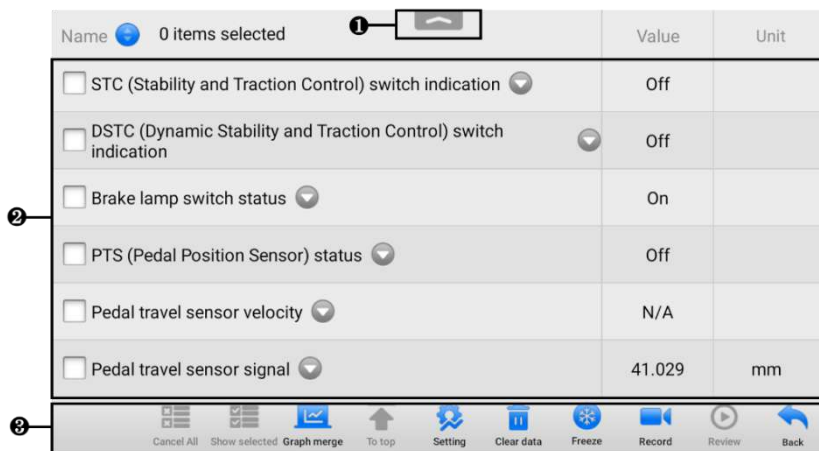 Name 0 items selected ❶ Value Unit
STC (Stability and Traction Control) switch indication Off
DSTC (Dynamic Stability and Traction Control) switch
indication Off
❷ Brake lamp switch status On
PTS (Pedal Position Sensor) status Off
Pedal travel sensor velocity N/A
Pedal travel sensor signal 41.029 mm
❸ Cancel All Show selected Graph merge To top Setting Clear data Freeze Record Review Back